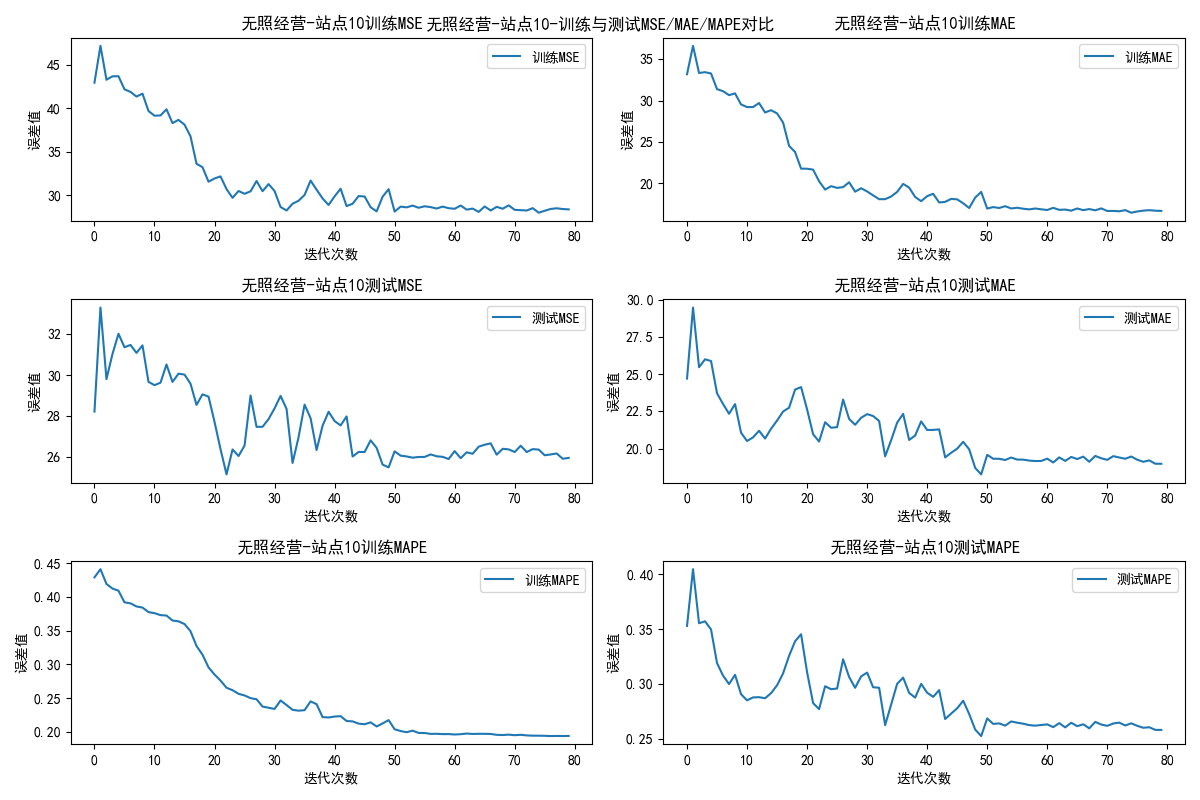 无照经营-站点10-训练与测试MSE/MAE/MAPE对比
无照经营-站点10训练MSE
训练MSE
误差值
45
40
35
30
0 10 20 30 40 50 60 70 80
迭代次数
无照经营-站点10训练MAE
训练MAE
误差值
35
30
25
20
0 10 20 30 40 50 60 70 80
迭代次数
无照经营-站点10测试MSE
测试MSE
误差值
32
30
28
26
0 10 20 30 40 50 60 70 80
迭代次数
无照经营-站点10测试MAE
测试MAE
误差值
30.0
27.5
25.0
22.5
20.0
0 10 20 30 40 50 60 70 80
迭代次数
无照经营-站点10训练MAPE
训练MAPE
误差值
0.45
0.40
0.35
0.30
0.25
0.20
0 10 20 30 40 50 60 70 80
迭代次数
无照经营-站点10测试MAPE
测试MAPE
误差值
0.40
0.35
0.30
0.25
0 10 20 30 40 50 60 70 80
迭代次数